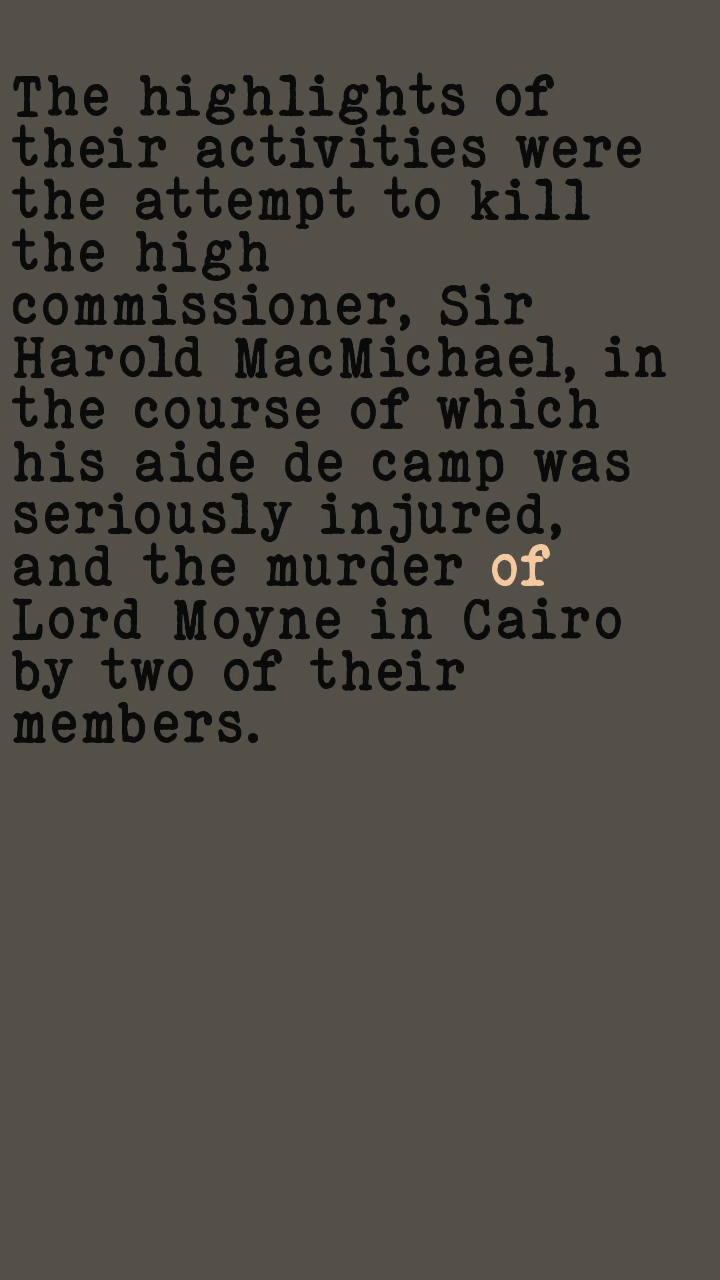 The highlights of
their activities were
the attempt to kill
the high
commissioner, Sir
Harold MacMichael, in
the course of which
his aide de camp was
seriously injured,
and the murder of
Lord Moyne in Cairo
by two of their
members.